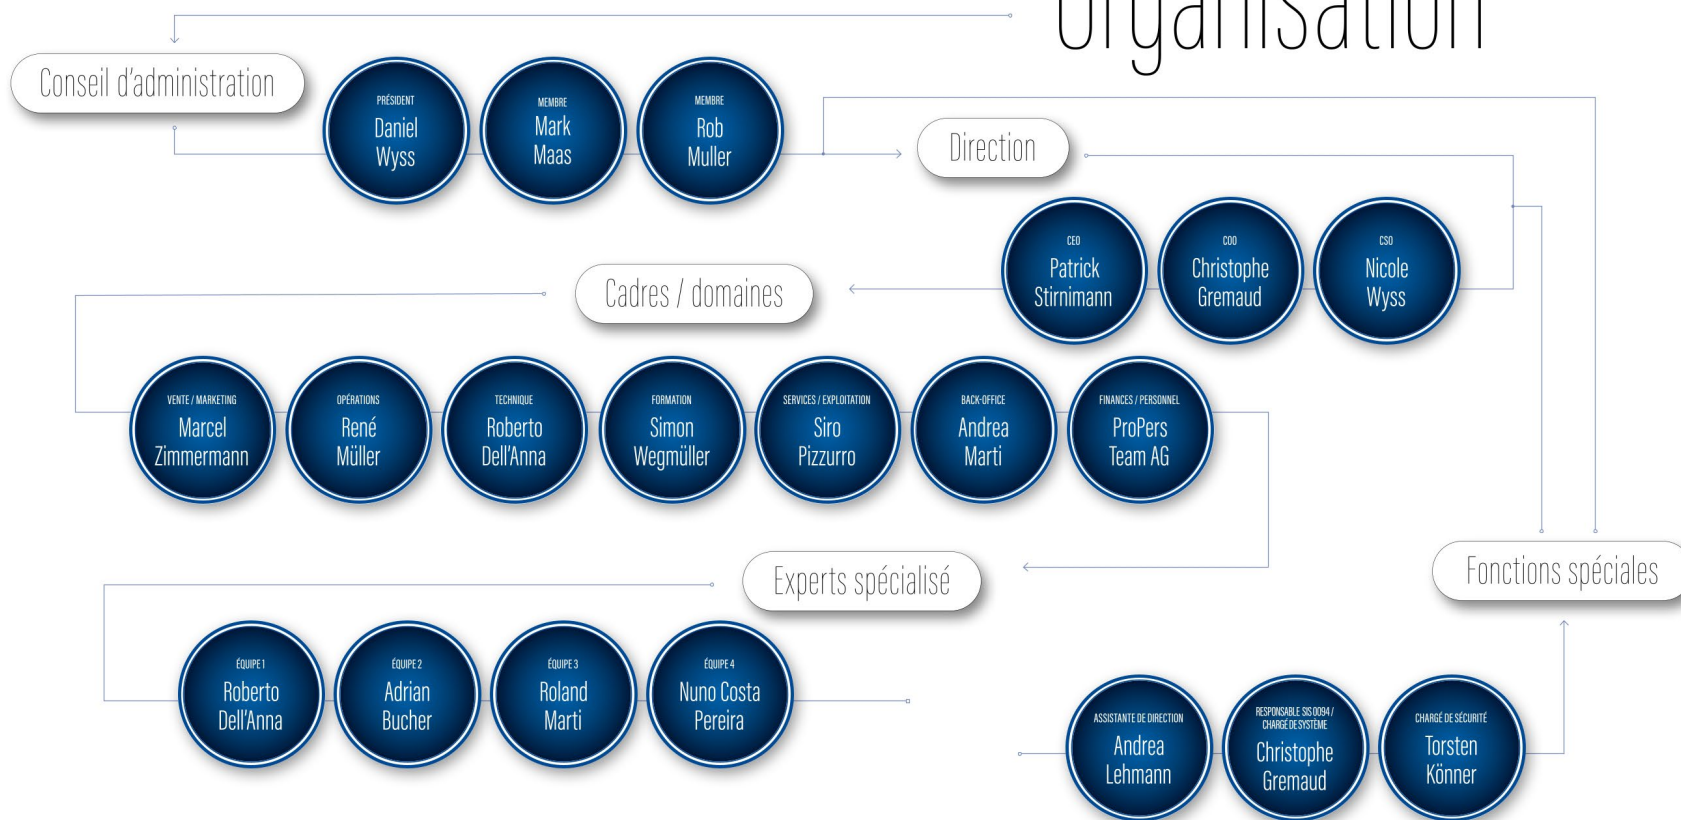 Organisation
Conseil d'administration
PRÉSIDENT
Daniel
Wyss
MEMBRE
Mark
Maas
MEMBRE
Rob
Muller
Direction
CEO
Patrick
Stirnimann
COO
Christophe
Gremaud
CSO
Nicole
Wyss
Cadres / domaines
VENTE / MARKETING
Marcel
Zimmermann
OPÉRATIONS
René
Müller
TECHNIQUE
Roberto
Dell'Anna
FORMATION
Simon
Wegmüller
SERVICES / EXPLOITATION
Siro
Pizzurro
BACK-OFFICE
Andrea
Marti
FINANCES / PERSONNEL
ProPers
Team AG
Experts spécialisé
ÉQUIPE 1
Roberto
Dell'Anna
ÉQUIPE 2
Adrian
Bucher
ÉQUIPE 3
Roland
Marti
ÉQUIPE 4
Nuno Costa
Pereira
Fonctions spéciales
ASSISTANTE DE DIRECTION
Andrea
Lehmann
RESPONSABLE SIS 0094 /
CHARGÉ DE SYSTÈME
Christophe
Gremaud
CHARGÉ DE SÉCURITÉ
Torsten
Könner